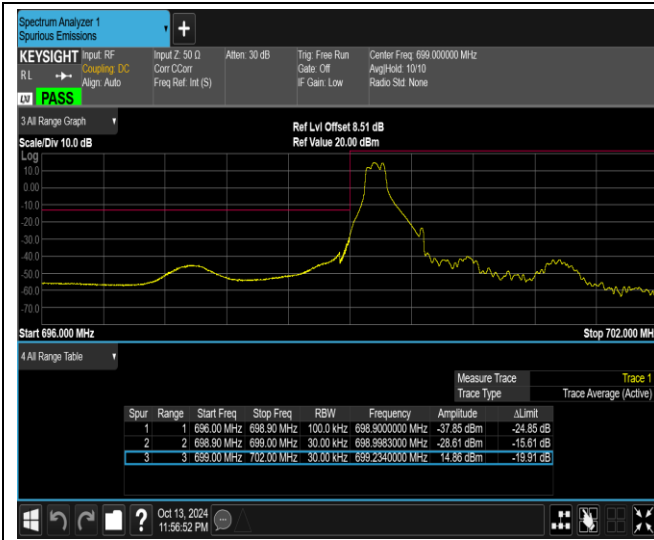 Spectrum Analyzer 1
Spurious Emissions
+
KEYSIGHT Input: RF Input Z: 50 Ω Atten: 30 dB Trig: Free Run Center Freq: 699.000000 MHz
RL Coupling: DC Corr CCorr Gate: Off Avg|Hold: 10/10
Align: Auto Freq Ref: Int (S) IF Gain: Low Radio Std: None
LXI PASS
3 All Range Graph
Ref Lvl Offset 8.51 dB
Scale/Div 10.0 dB Ref Value 20.00 dBm
Log
10.0
0.00
-10.0
-20.0
-30.0
-40.0
-50.0
-60.0
-70.0
Start 696.000 MHz Stop 702.000 MH
4 All Range Table
Measure Trace Trace 1
Trace Type Trace Average (Active)
Spur Range Start Freq Stop Freq RBW Frequency Amplitude ΔLimit
1 1 696.00 MHz 698.90 MHz 100.0 kHz 698.9000000 MHz -37.85 dBm -24.85 dB
2 2 698.90 MHz 699.00 MHz 30.00 kHz 698.9983000 MHz -28.61 dBm -15.61 dB
3 3 699.00 MHz 702.00 MHz 30.00 kHz 699.2340000 MHz 14.86 dBm -19.91 dB
? Oct 13, 2024
11:56:52 PM